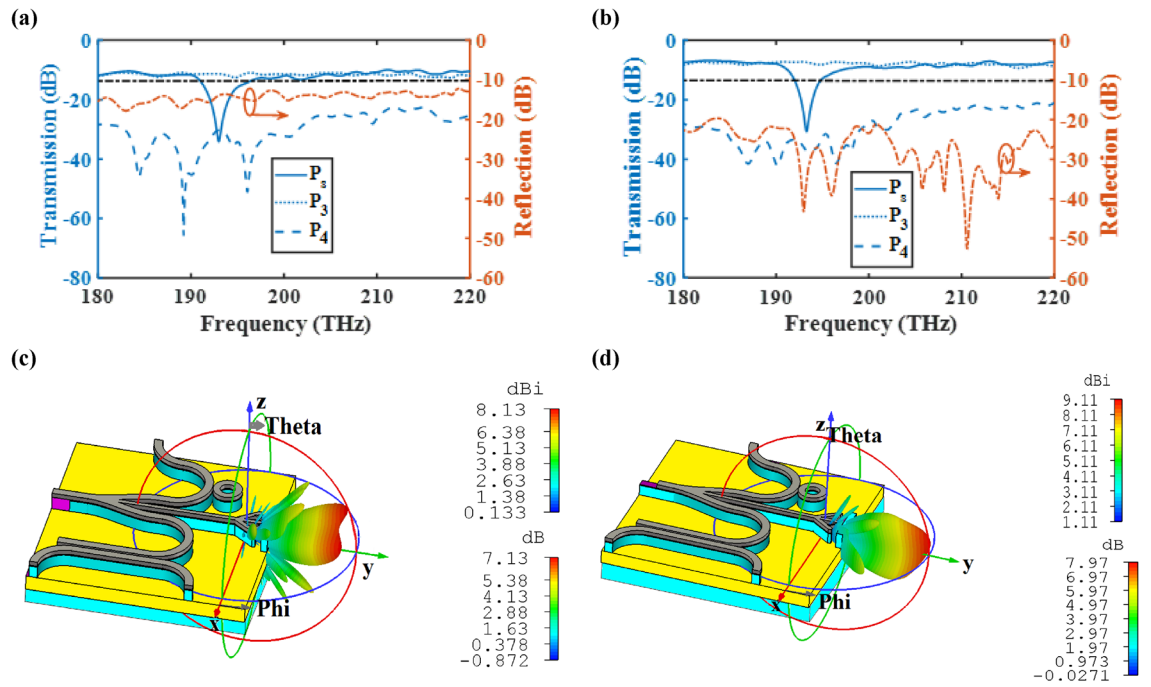 (a)
(b)
0
-20
-40
-60
-80
Transmission (dB)
0
-10
-20
-30
-40
-50
-60
Reflection (dB)
Ps
P3
P4
180 190 200 210 220
Frequency (THz)
0
-20
-40
-60
-80
Transmission (dB)
0
-10
-20
-30
-40
-50
-60
Reflection (dB)
Ps
P3
P4
180 190 200 210 220
Frequency (THz)
(c)
z
Theta
y
Phi
x
dBi
8.13
6.38
5.13
3.88
2.63
1.38
0.133
dB
7.13
5.38
4.13
2.88
1.63
0.378
-0.872
(d)
z
Theta
y
Phi
x
dBi
9.11
7.11
6.11
5.11
4.11
3.11
2.11
1.11
dB
7.97
6.97
5.97
4.97
3.97
2.97
1.97
0.973
-0.0271